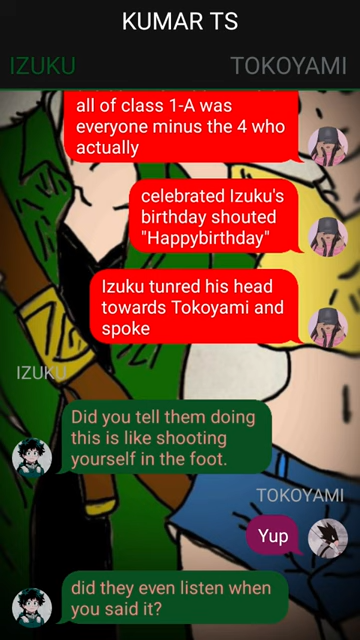 KUMAR TS
IZUKU
TOKOYAMI
all of class 1-A was
everyone minus the 4 who
actually
celebrated Izuku's
birthday shouted
"Happybirthday"
Izuku tunred his head
towards Tokoyami and
spoke
IZUKU
Did you tell them doing
this is like shooting
yourself in the foot.
TOKOYAMI
Yup
did they even listen when
you said it?